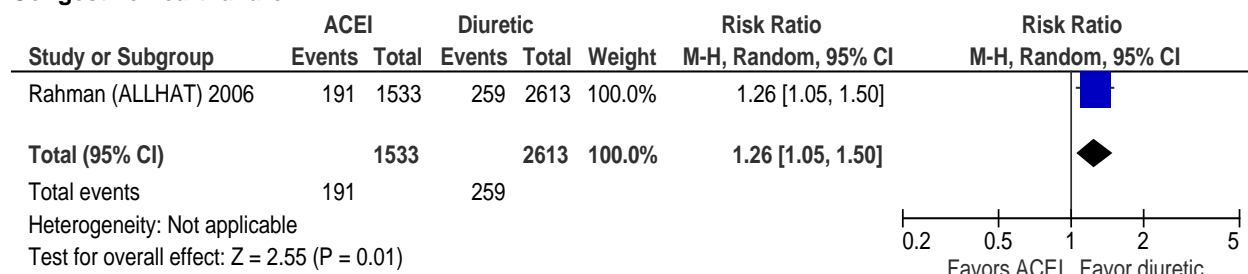 ACEI Diuretic Risk Ratio Risk Ratio
Study or Subgroup Events Total Events Total Weight M-H, Random, 95% CI M-H, Random, 95% CI
Rahman (ALLHAT) 2006 191 1533 259 2613 100.0% 1.26 [1.05, 1.50]
Total (95% CI) 1533 2613 100.0% 1.26 [1.05, 1.50]
Total events 191 259
Heterogeneity: Not applicable
Test for overall effect: Z = 2.55 (P = 0.01)
0.2 0.5 1 2 5
Favors ACEI Favor diuretic